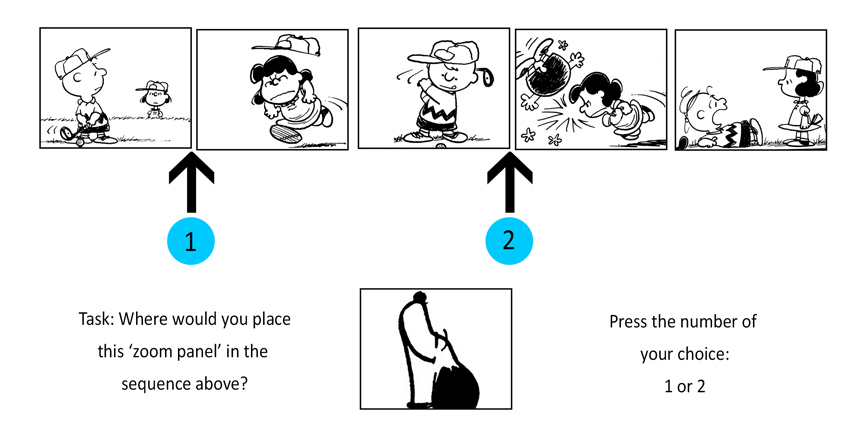 1
2
Task: Where would you place
this ‘zoom panel’ in the
sequence above?
Press the number of
your choice:
1 or 2